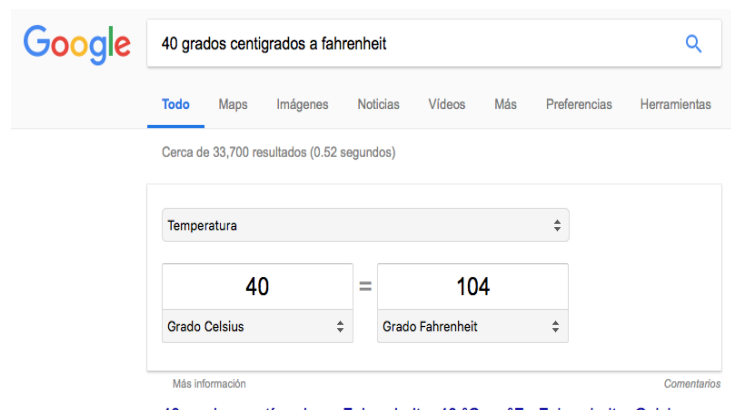 Google
40 grados centigrados a fahrenheit
Todo Maps Imágenes Noticias Vídeos Más Preferencias Herramientas
Cerca de 33,700 resultados (0.52 segundos)
Temperatura
40 = 104
Grado Celsius Grado Fahrenheit
Más información Comentarios